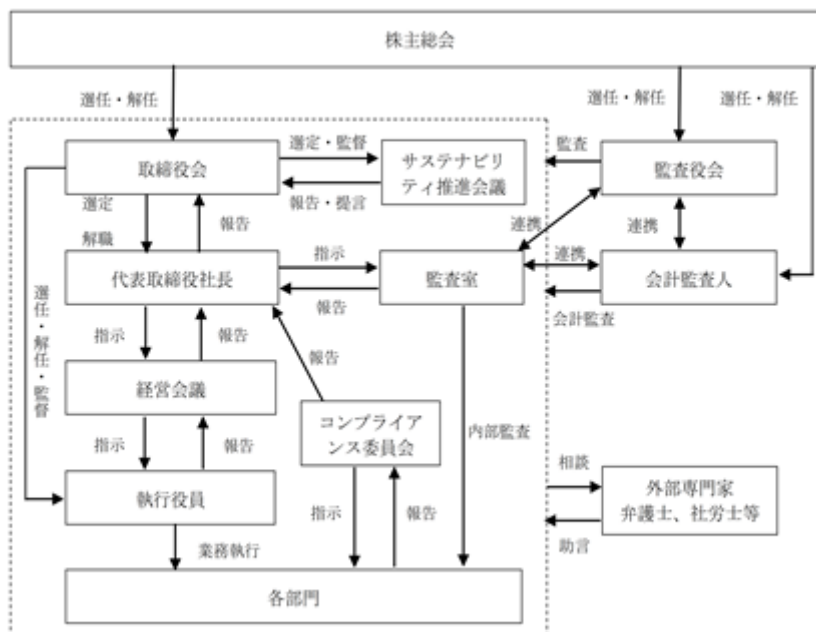 株主総会
選任・解任
選任・解任
選任・解任
取締役会
選定・監督
報告・提言
サステナビリ
ティ推進会議
監査
監査役会
選定
解職
報告
連携
連携
代表取締役社長
指示
報告
監査室
連携
会計監査
会計監査人
選任・解任・監督
指示
報告
報告
経営会議
コンプライア
ンス委員会
内部監査
指示
報告
執行役員
指示
報告
相談
助言
外部専門家
弁護士、社労士等
業務執行
各部門